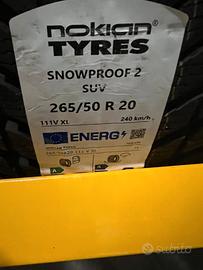 nokian
TYRES
SNOWPROOF 2
SUV
265/50 R 20
111V XL
240 km/h
ENERG
A
subito